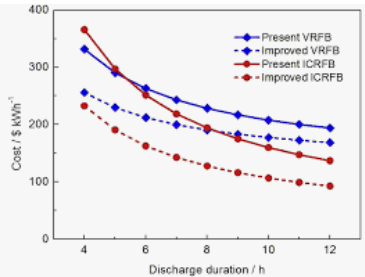 400
300
200
100
0
Cost / $ kWh⁻¹
Present VRFB
Improved VRFB
Present ICRFB
Improved ICRFB
4 6 8 10 12
Discharge duration / h